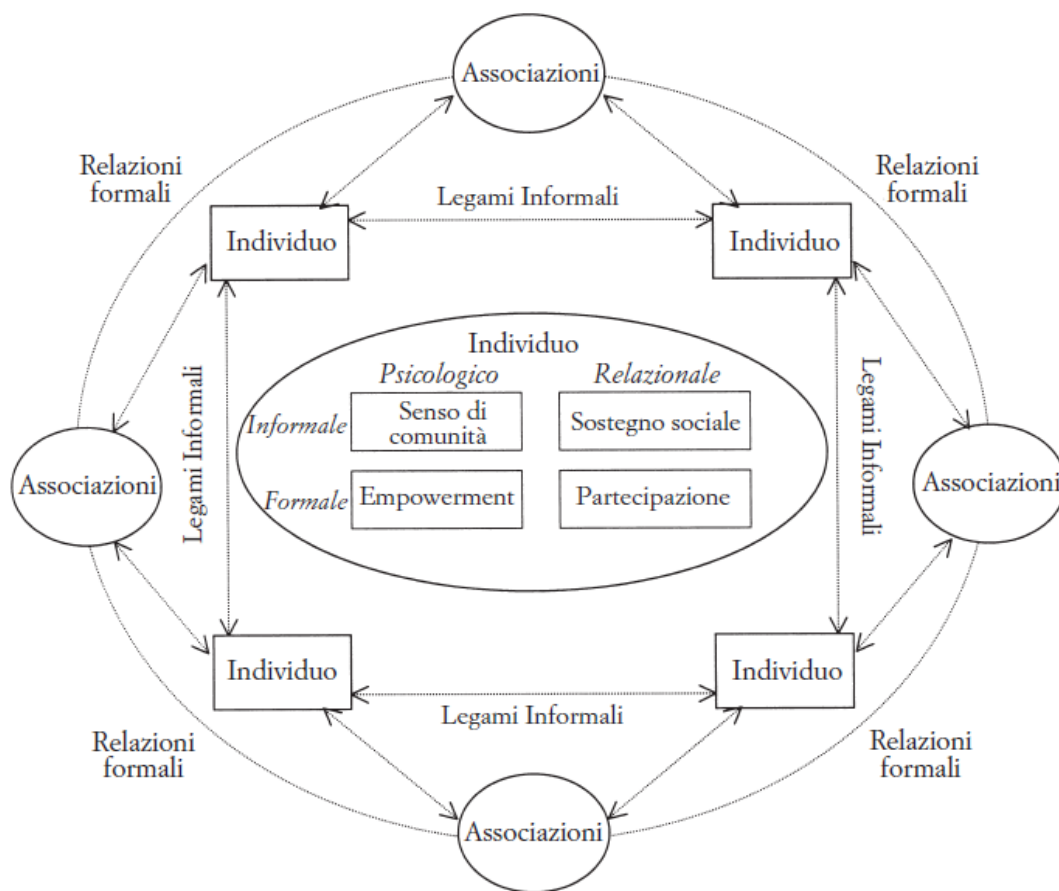 Associazioni
Relazioni
formali
Relazioni
formali
Legami Informali
Individuo
Individuo
Individuo
Psicologico
Relazionale
Legami Informali
Legami Informali
Informale
Senso di
comunità
Sostegno sociale
Associazioni
Formale
Empowerment
Partecipazione
Associazioni
Individuo
Individuo
Legami Informali
Relazioni
formali
Relazioni
formali
Associazioni